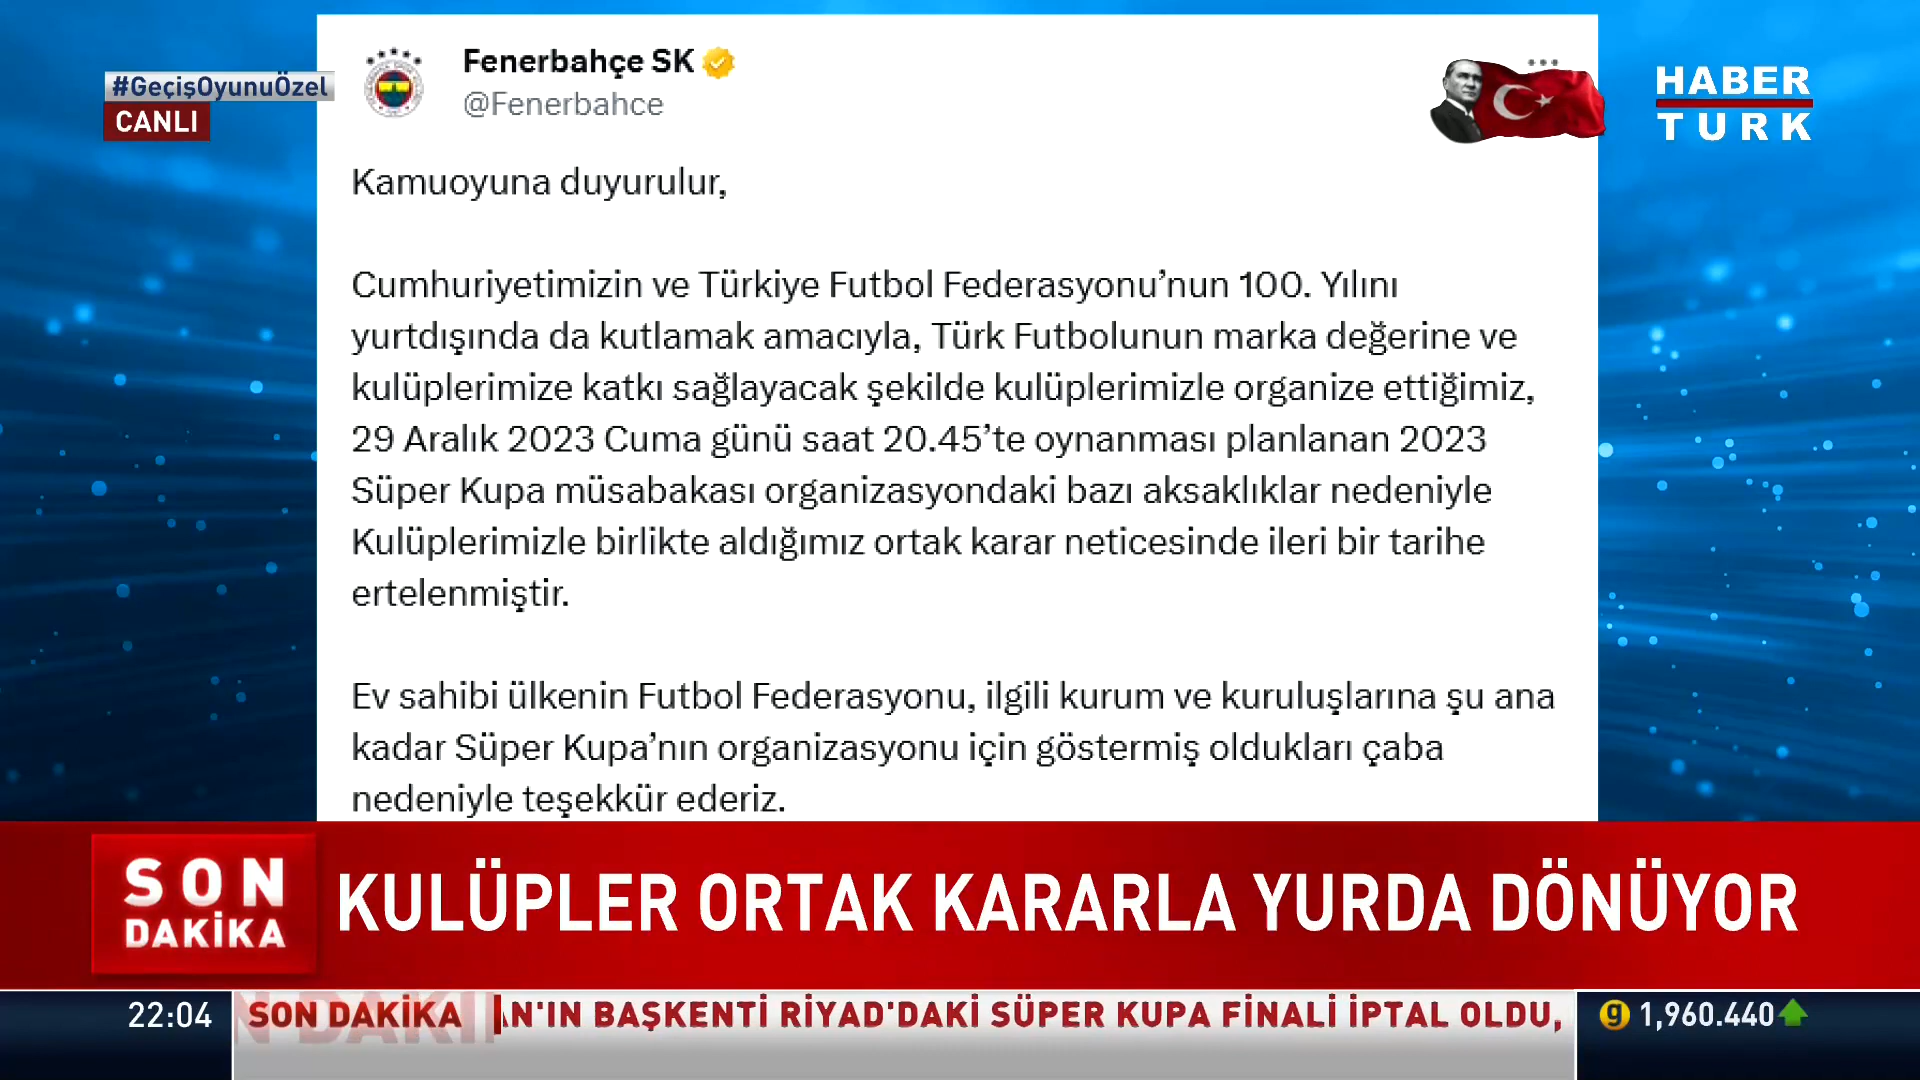 #GeçişOyunuÖzel
CANLI
Fenerbahçe SK
@Fenerbahce
HABER
TURK
Kamuoyuna duyurulur,
Cumhuriyetimizin ve Türkiye Futbol Federasyonu’nun 100. Yılını
yurtdışında da kutlamak amacıyla, Türk Futbolunun marka değerine ve
kulüplerimize katkı sağlayacak şekilde kulüplerimizle organize ettiğimiz,
29 Aralık 2023 Cuma günü saat 20.45’te oynanması planlanan 2023
Süper Kupa müsabakası organizasyondaki bazı aksaklıklar nedeniyle
Kulüplerimizle birlikte aldığımız ortak karar neticesinde ileri bir tarihe
ertelenmiştir.
Ev sahibi ülkenin Futbol Federasyonu, ilgili kurum ve kuruluşlarına şu ana
kadar Süper Kupa’nın organizasyonu için göstermiş oldukları çaba
nedeniyle teşekkür ederiz.
SON
DAKİKA
KULÜPLER ORTAK KARARLA YURDA DÖNÜYOR
22:04
SON DAKİKA
AN'IN BAŞKENTİ RİYAD'DAKİ SÜPER KUPA FİNALİ İPTAL OLDU,
1,960.440